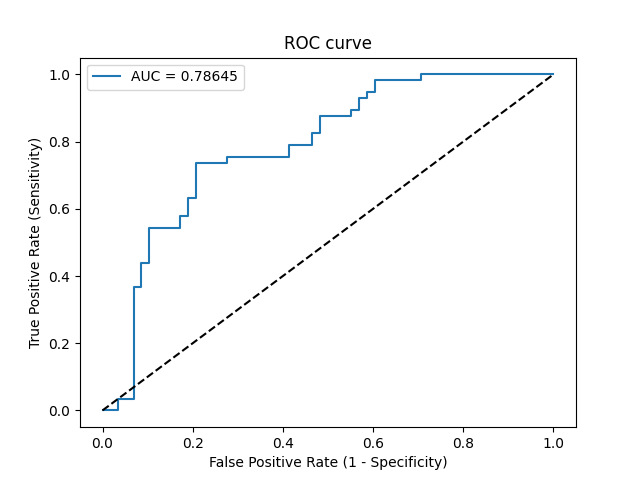 ROC curve
AUC = 0.78645
True Positive Rate (Sensitivity)
1.0
0.8
0.6
0.4
0.2
0.0
0.0 0.2 0.4 0.6 0.8 1.0
False Positive Rate (1 - Specificity)